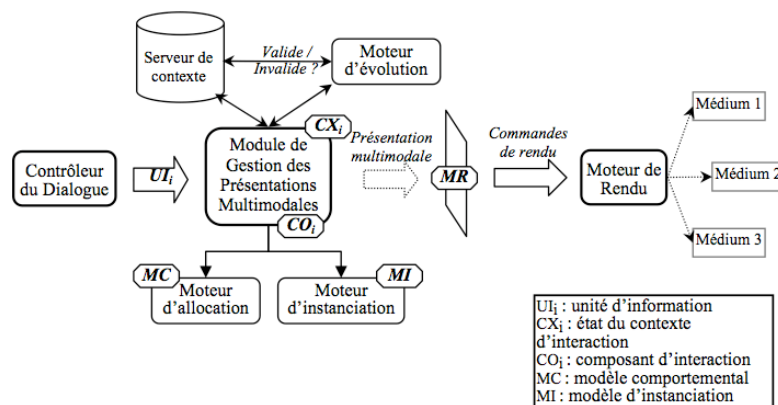 Serveur de
contexte
Valide /
Invalide ?
Moteur
d'évolution
CXi
Module de
Gestion des
Présentations
Multimodales
COi
Contrôleur
du Dialogue
UIi
Présentation
multimodale
MR
Commandes
de rendu
Moteur de
Rendu
Médium 1
Médium 2
Médium 3
MC
Moteur
d'allocation
MI
Moteur
d'instanciation
UIi : unité d'information
CXi : état du contexte
d'interaction
COi : composant d'interaction
MC : modèle comportemental
MI : modèle d'instanciation